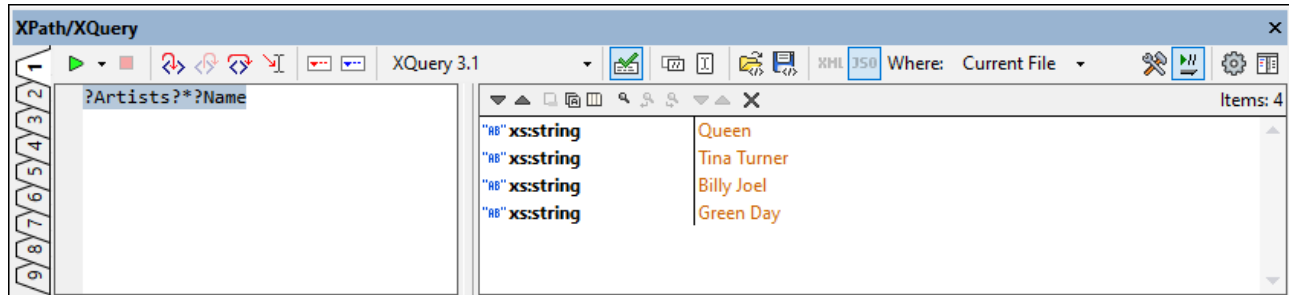 XPath/XQuery
XQuery 3.1
XML JSO Where: Current File
1
2
3
4
5
6
7
8
9
?Artists?*?Name
Items: 4
"AB" xs:string Queen
"AB" xs:string Tina Turner
"AB" xs:string Billy Joel
"AB" xs:string Green Day